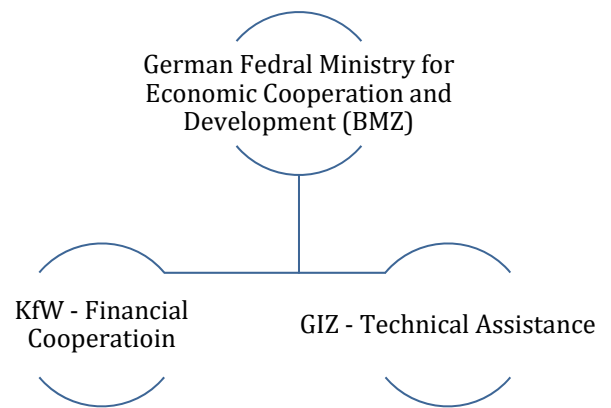 German Fedral Ministry for
Economic Cooperation and
Development (BMZ)
KfW - Financial
Cooperatioin
GIZ - Technical Assistance